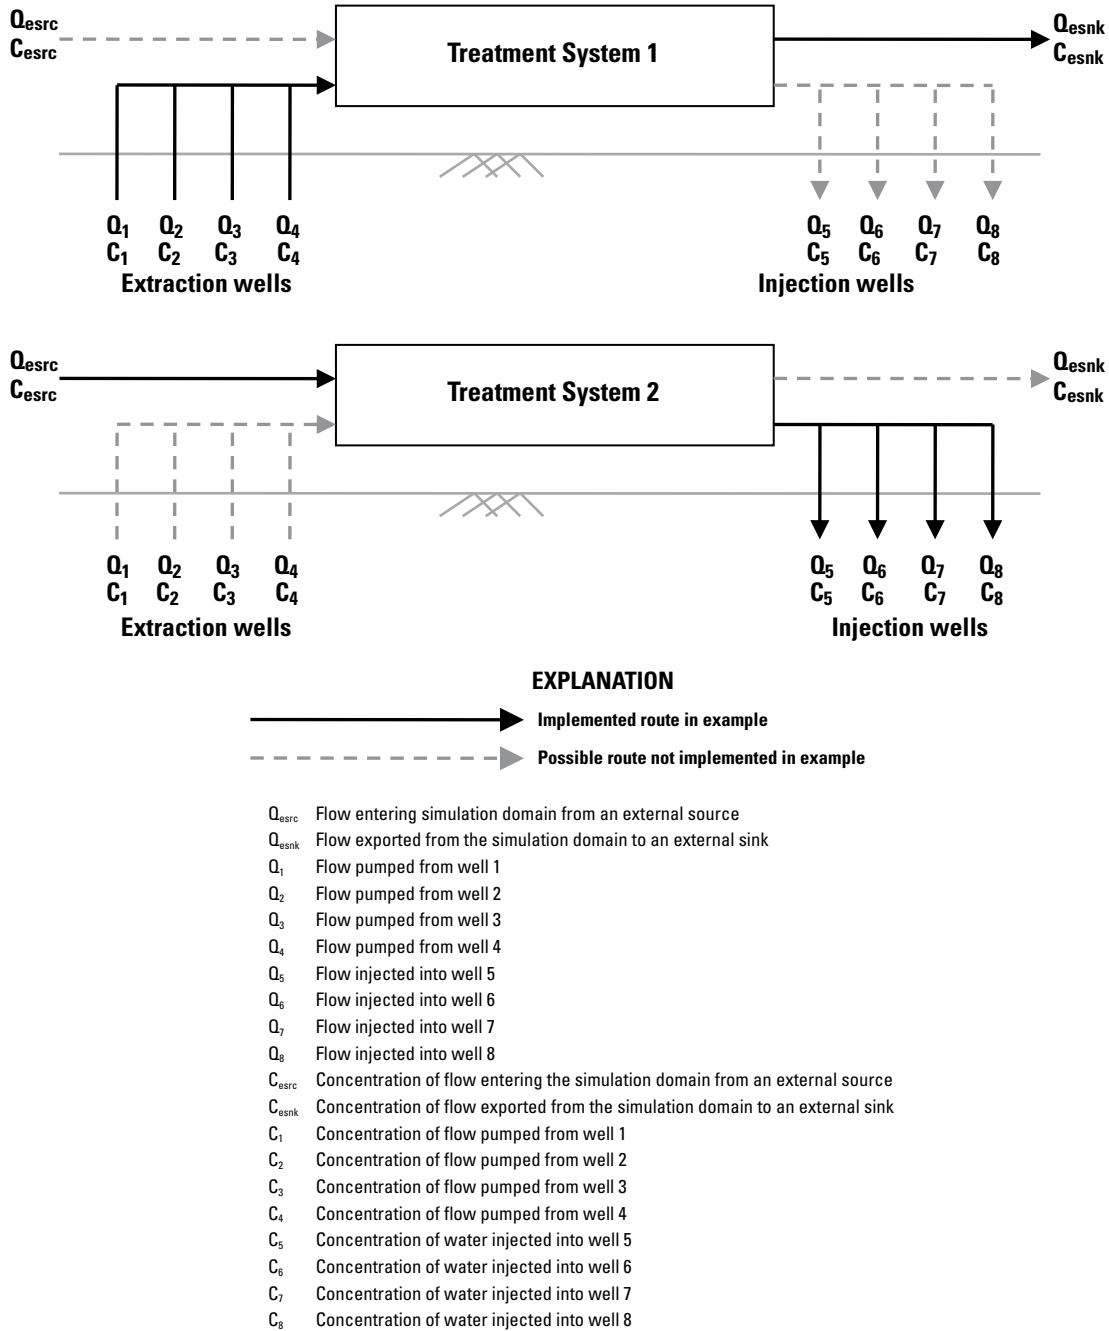 Qesrc
Cesrc
Treatment System 1
Qesnk
Cesnk
Q1 Q2 Q3 Q4
C1 C2 C3 C4
Extraction wells
Q5 Q6 Q7 Q8
C5 C6 C7 C8
Injection wells
Qesrc
Cesrc
Treatment System 2
Qesnk
Cesnk
Q1 Q2 Q3 Q4
C1 C2 C3 C4
Extraction wells
Q5 Q6 Q7 Q8
C5 C6 C7 C8
Injection wells
EXPLANATION
Implemented route in example
Possible route not implemented in example
Qesrc Flow entering simulation domain from an external source
Qesnk Flow exported from the simulation domain to an external sink
Q1 Flow pumped from well 1
Q2 Flow pumped from well 2
Q3 Flow pumped from well 3
Q4 Flow pumped from well 4
Q5 Flow injected into well 5
Q6 Flow injected into well 6
Q7 Flow injected into well 7
Q8 Flow injected into well 8
Cesrc Concentration of flow entering the simulation domain from an external source
Cesnk Concentration of flow exported from the simulation domain to an external sink
C1 Concentration of flow pumped from well 1
C2 Concentration of flow pumped from well 2
C3 Concentration of flow pumped from well 3
C4 Concentration of flow pumped from well 4
C5 Concentration of water injected into well 5
C6 Concentration of water injected into well 6
C7 Concentration of water injected into well 7
C8 Concentration of water injected into well 8